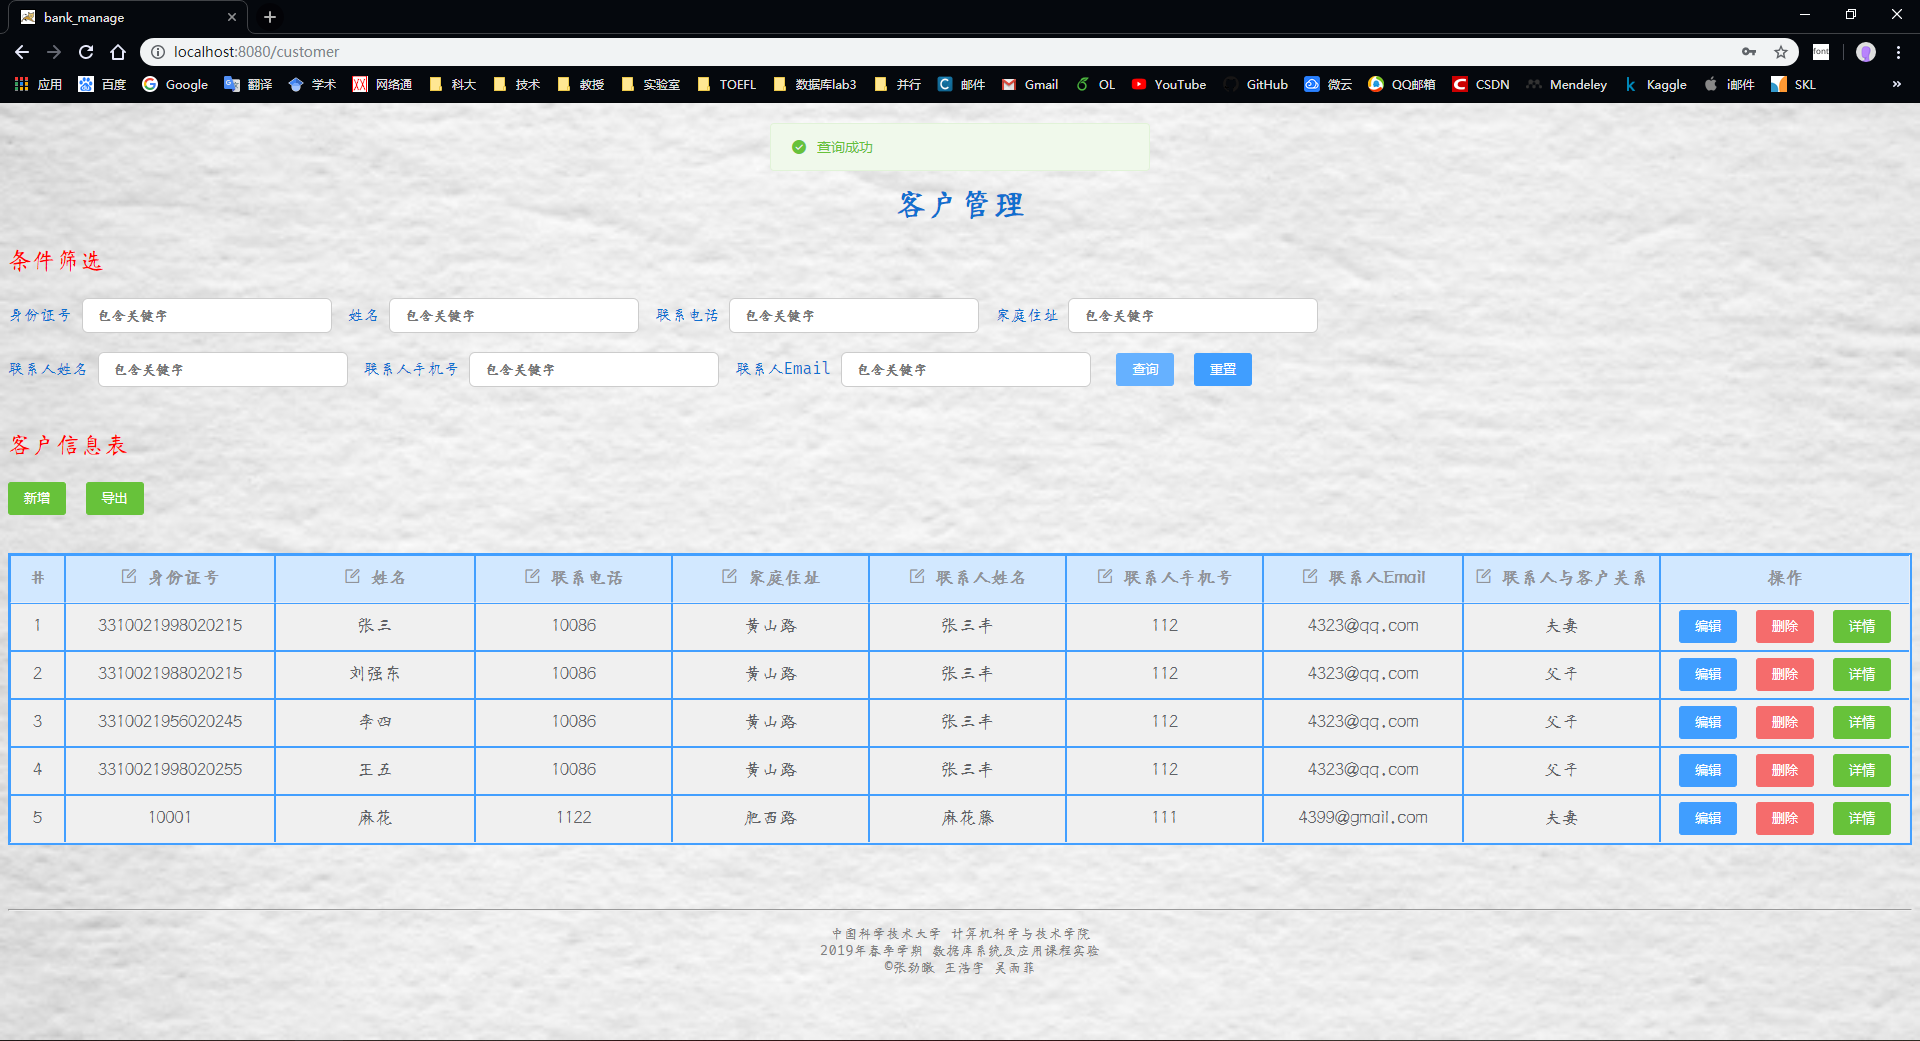 bank_manage
localhost:8080/customer
font
应用 百度 Google 翻译 学术 网络通 科大 技术 教授 实验室 TOEFL 数据库lab3 并行 邮件 Gmail OL YouTube GitHub 微云 QQ邮箱 CSDN Mendeley Kaggle i邮件 SKL »
查询成功
客户管理
条件筛选
身份证号 包含关键字 姓名 包含关键字 联系电话 包含关键字 家庭住址 包含关键字
联系人姓名 包含关键字 联系人手机号 包含关键字 联系人Email 包含关键字 查询 重置
客户信息表
新增 导出
# 身份证号 姓名 联系电话 家庭住址 联系人姓名 联系人手机号 联系人Email 联系人与客户关系 操作
1 3310021998020215 张三 10086 黄山路 张三丰 112 4323@qq.com 夫妻 编辑 删除 详情
2 3310021988020215 刘强东 10086 黄山路 张三丰 112 4323@qq.com 父子 编辑 删除 详情
3 3310021956020245 李四 10086 黄山路 张三丰 112 4323@qq.com 父子 编辑 删除 详情
4 3310021998020255 王五 10086 黄山路 张三丰 112 4323@qq.com 父子 编辑 删除 详情
5 10001 麻花 1122 肥西路 麻花藤 111 4399@gmail.com 夫妻 编辑 删除 详情
中国科学技术大学 计算机科学与技术学院
2019年春季学期 数据库系统及应用课程实验
©张劲暾 王浩宇 吴雨菲